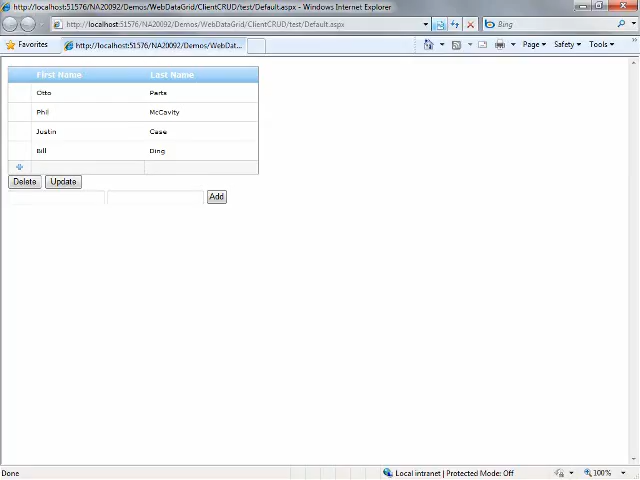 http://localhost:51576/NA20092/Demos/WebDataGrid/ClientCRUD/test/Default.aspx - Windows Internet Explorer
http://localhost:51576/NA20092/Demos/WebDataGrid/ClientCRUD/test/Default.aspx
Bing
Favorites
http://localhost:51576/NA20092/Demos/WebDat...
Page
Safety
Tools
First Name Last Name
Otto Parts
Phil McCavity
Justin Case
Bill Ding
Delete Update
Add
Done
Local intranet | Protected Mode: Off
100%